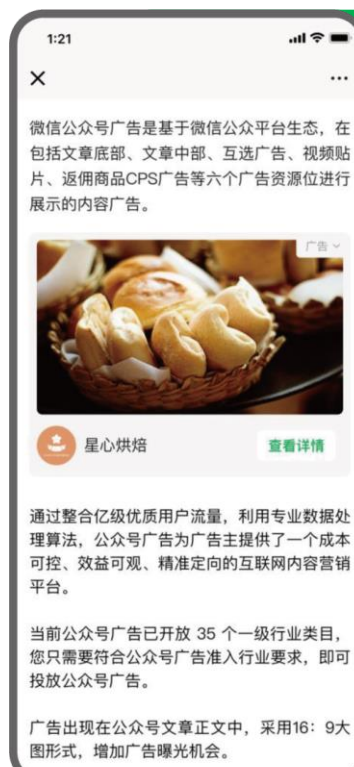 1:21
微信公众号广告是基于微信公众平台生态，在
包括文章底部、文章中部、互选广告、视频贴
片、返佣商品CPS广告等六个广告资源位进行
展示的内容广告。
广告
星心烘焙
查看详情
通过整合亿级优质用户流量，利用专业数据处
理算法，公众号广告为广告主提供了一个成本
可控、效益可观、精准定向的互联网内容营销
平台。
当前公众号广告已开放 35 个一级行业类目，
您只需要符合公众号广告准入行业要求，即可
投放公众号广告。
广告出现在公众号文章正文中，采用16：9大
图形式，增加广告曝光机会。